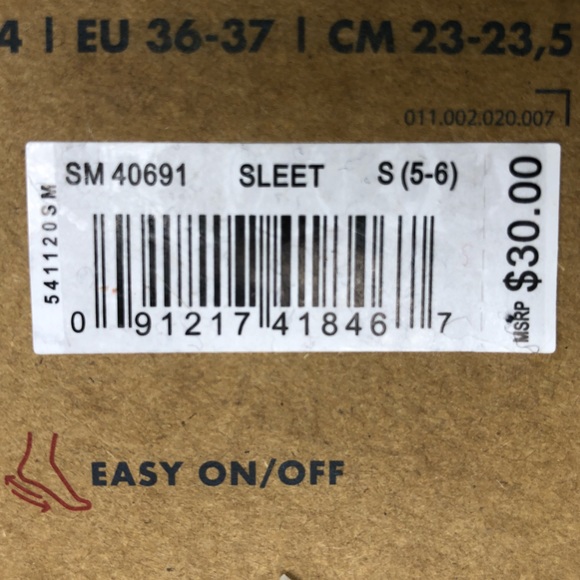 4 | EU 36-37 | CM 23-23,5
011.002.020.007
SM 40691 SLEET S (5-6)
541120SM
0 91217 41846 7
MSRP $30.00
EASY ON/OFF